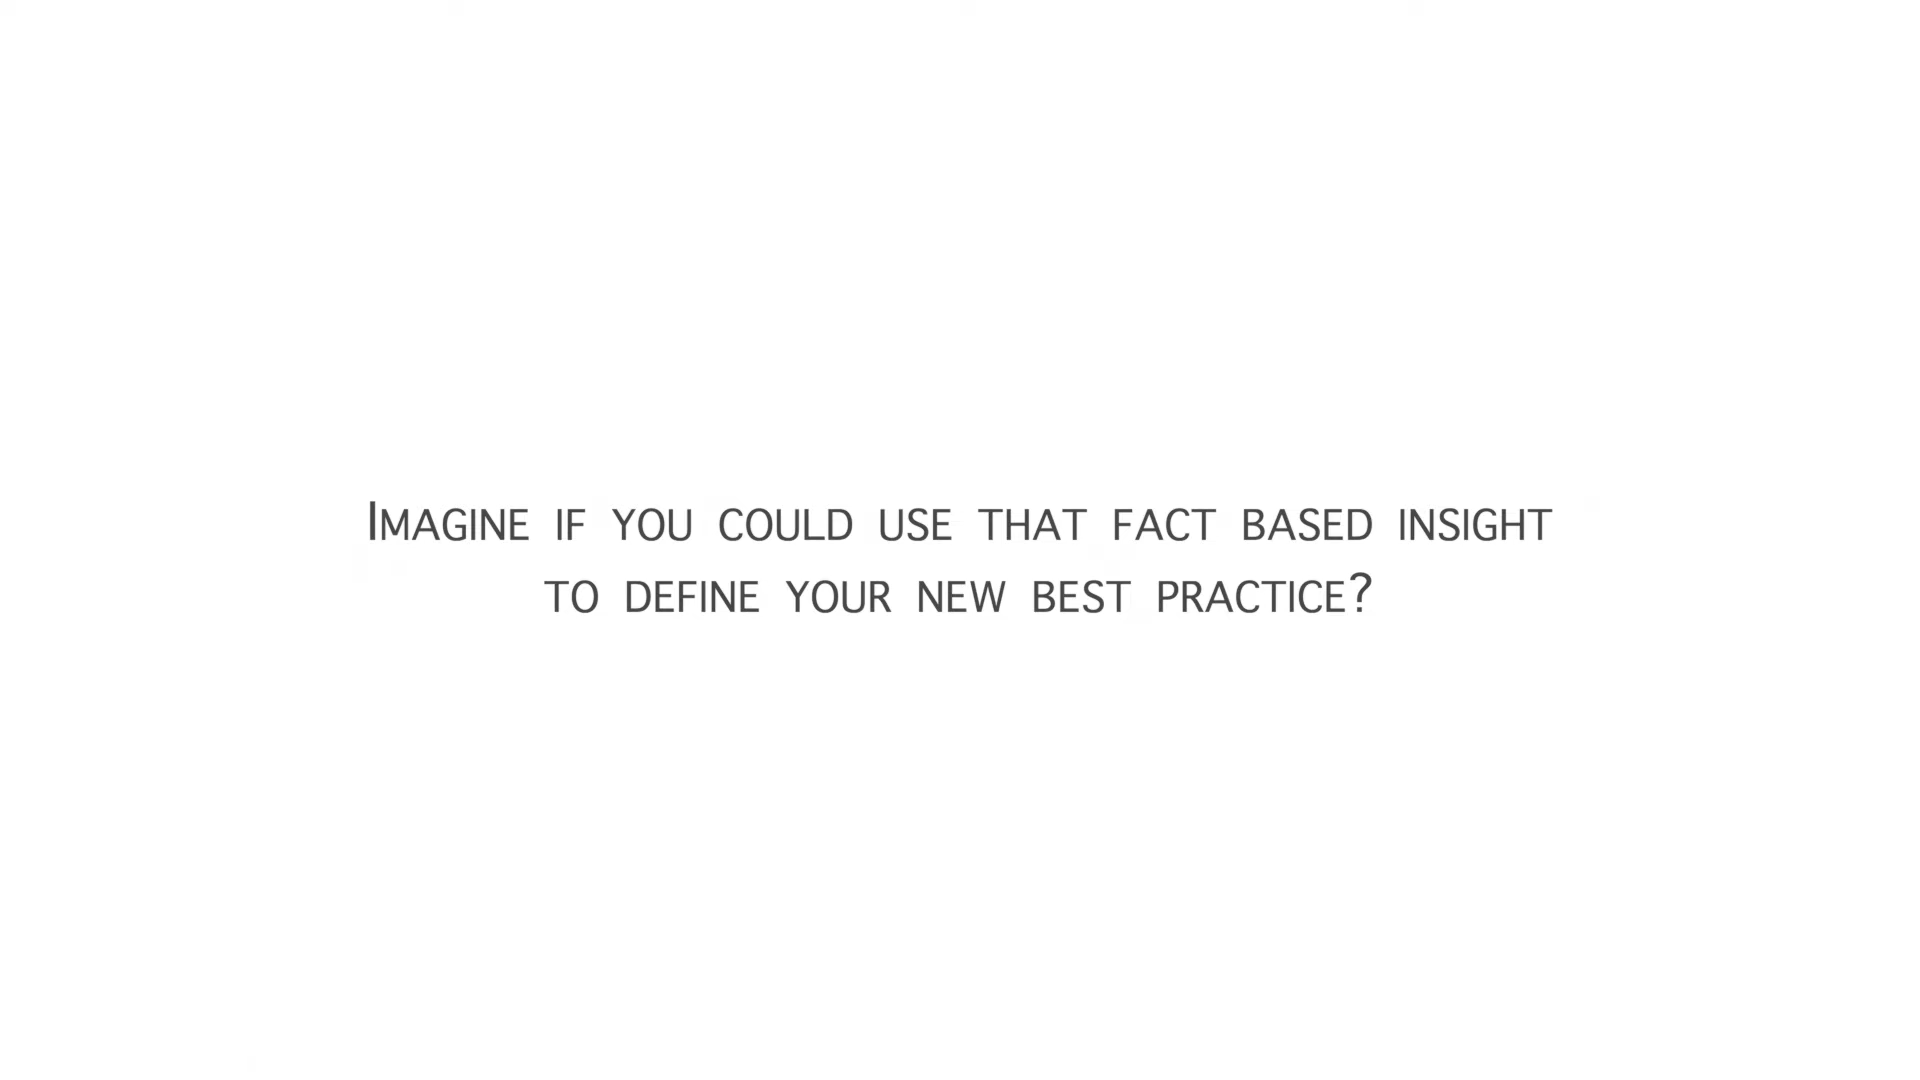 Imagine if you could use that fact based insight
to define your new best practice?